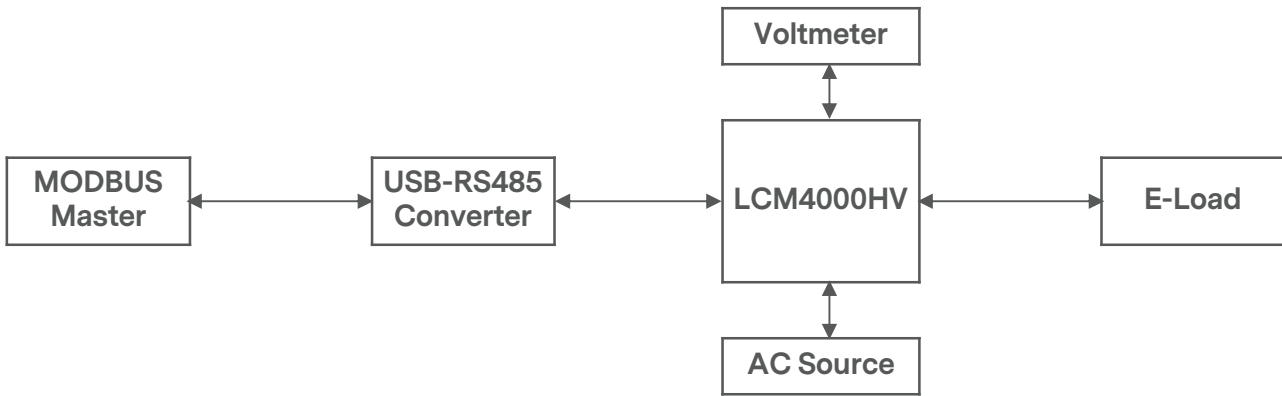 Voltmeter
MODBUS
Master
USB-RS485
Converter
LCM4000HV
E-Load
AC Source